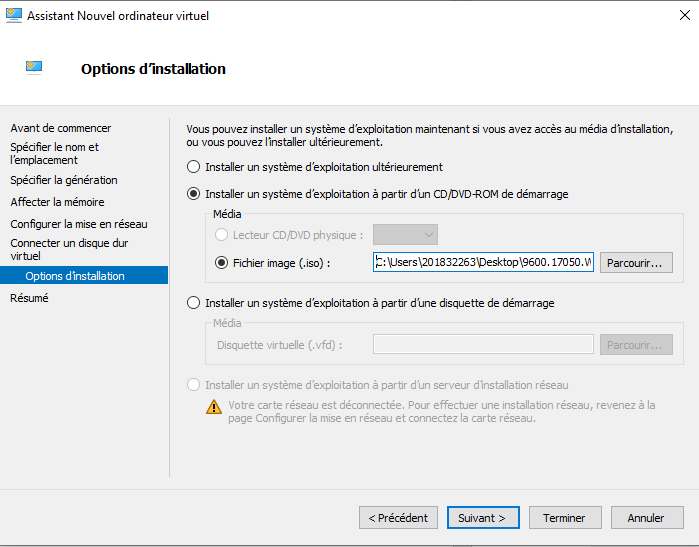 Assistant Nouvel ordinateur virtuel
Options d'installation
Avant de commencer
Spécifier le nom et
l'emplacement
Spécifier la génération
Affecter la mémoire
Configurer la mise en réseau
Connecter un disque dur
virtuel
Options d'installation
Résumé
Vous pouvez installer un système d'exploitation maintenant si vous avez accès au média d'installation,
ou vous pouvez l'installer ultérieurement.
Installer un système d'exploitation ultérieurement
Installer un système d'exploitation à partir d'un CD/DVD-ROM de démarrage
Média
Lecteur CD/DVD physique :
Fichier image (.iso) : C:\Users\201832263\Desktop\9600.17050.W Parcourir...
Installer un système d'exploitation à partir d'une disquette de démarrage
Média
Disquette virtuelle (.vfd) : Parcourir...
Installer un système d'exploitation à partir d'un serveur d'installation réseau
Votre carte réseau est déconnectée. Pour effectuer une installation réseau, revenez à la
page Configurer la mise en réseau et connectez la carte réseau.
< Précédent Suivant > Terminer Annuler